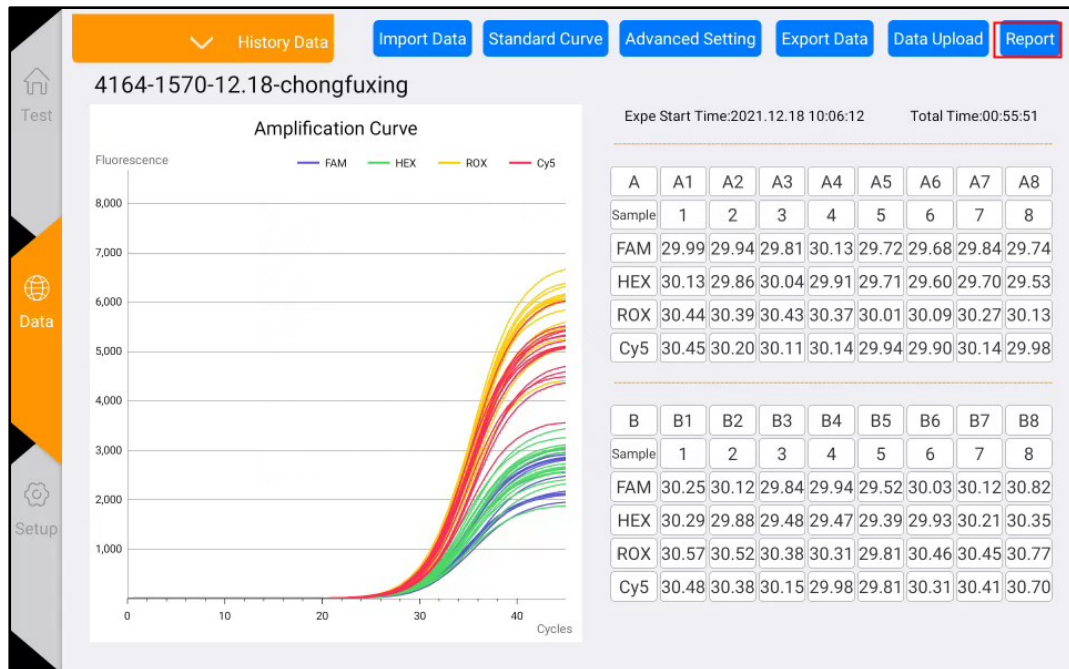 History Data Import Data Standard Curve Advanced Setting Export Data Data Upload Report
Test
Data
Setup
4164-1570-12.18-chongfuxing
Amplification Curve
Fluorescence
FAM HEX ROX Cy5
8,000
7,000
6,000
5,000
4,000
3,000
2,000
1,000
0 10 20 30 40
Cycles
Expe Start Time:2021.12.18 10:06:12 Total Time:00:55:51
A A1 A2 A3 A4 A5 A6 A7 A8
Sample 1 2 3 4 5 6 7 8
FAM 29.99 29.94 29.81 30.13 29.72 29.68 29.84 29.74
HEX 30.13 29.86 30.04 29.91 29.71 29.60 29.70 29.53
ROX 30.44 30.39 30.43 30.37 30.01 30.09 30.27 30.13
Cy5 30.45 30.20 30.11 30.14 29.94 29.90 30.14 29.98
B B1 B2 B3 B4 B5 B6 B7 B8
Sample 1 2 3 4 5 6 7 8
FAM 30.25 30.12 29.84 29.94 29.52 30.03 30.12 30.82
HEX 30.29 29.88 29.48 29.47 29.39 29.93 30.21 30.35
ROX 30.57 30.52 30.38 30.31 29.81 30.46 30.45 30.77
Cy5 30.48 30.38 30.15 29.98 29.81 30.31 30.41 30.70